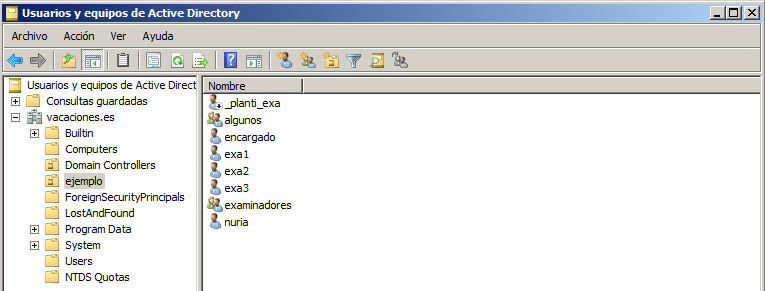 Usuarios y equipos de Active Directory
Archivo Acción Ver Ayuda
Usuarios y equipos de Active Direct
Consultas guardadas
vacaciones.es
Builtin
Computers
Domain Controllers
ejemplo
ForeignSecurityPrincipals
LostAndFound
Program Data
System
Users
NTDS Quotas
Nombre
_planti_exa
algunos
encargado
exa1
exa2
exa3
examinadores
nuria